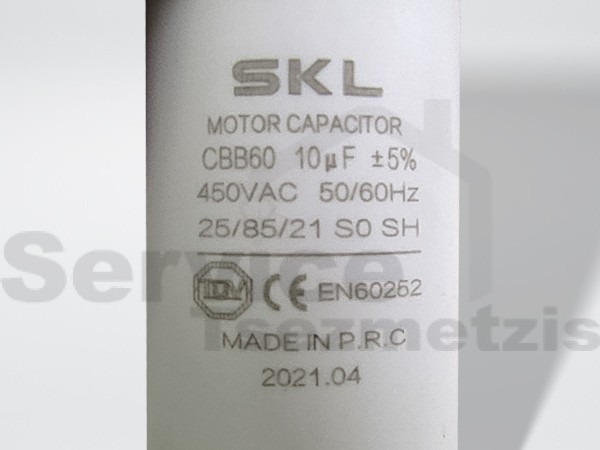 SKL
MOTOR CAPACITOR
CBB60 10µF ±5%
450VAC 50/60Hz
25/85/21 S0 SH
EN60252
MADE IN P.R.C
2021.04
Service
Tsezmetzis